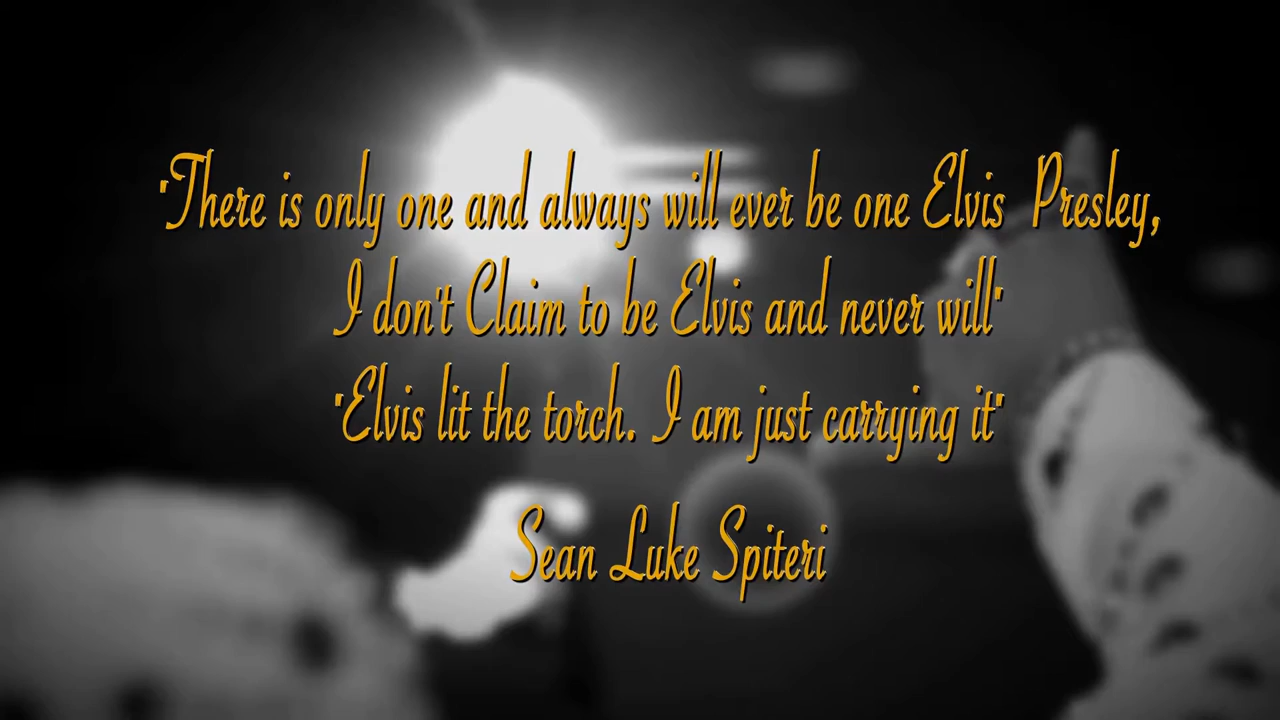 "There is only one and always will ever be one Elvis Presley,
I don't Claim to be Elvis and never will"
"Elvis lit the torch. I am just carrying it"
Sean Luke Spiteri